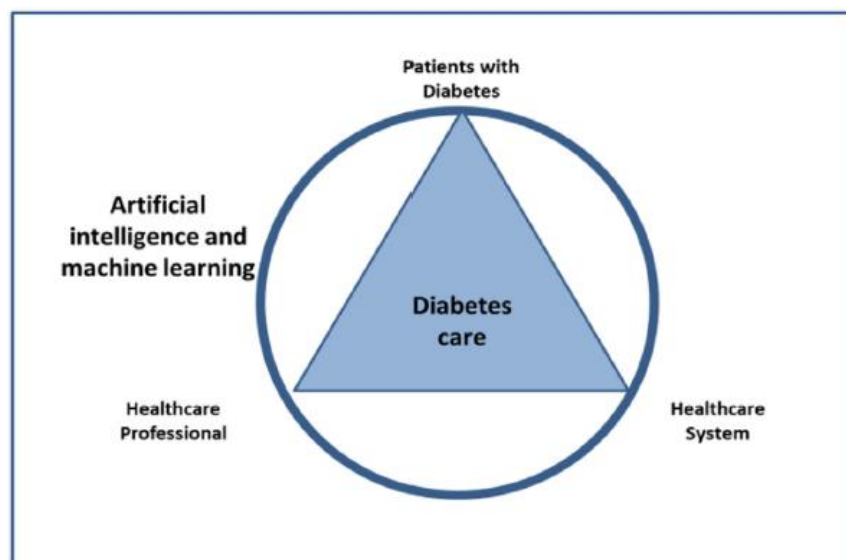 Patients with
Diabetes
Artificial
intelligence and
machine learning
Diabetes
care
Healthcare
Professional
Healthcare
System